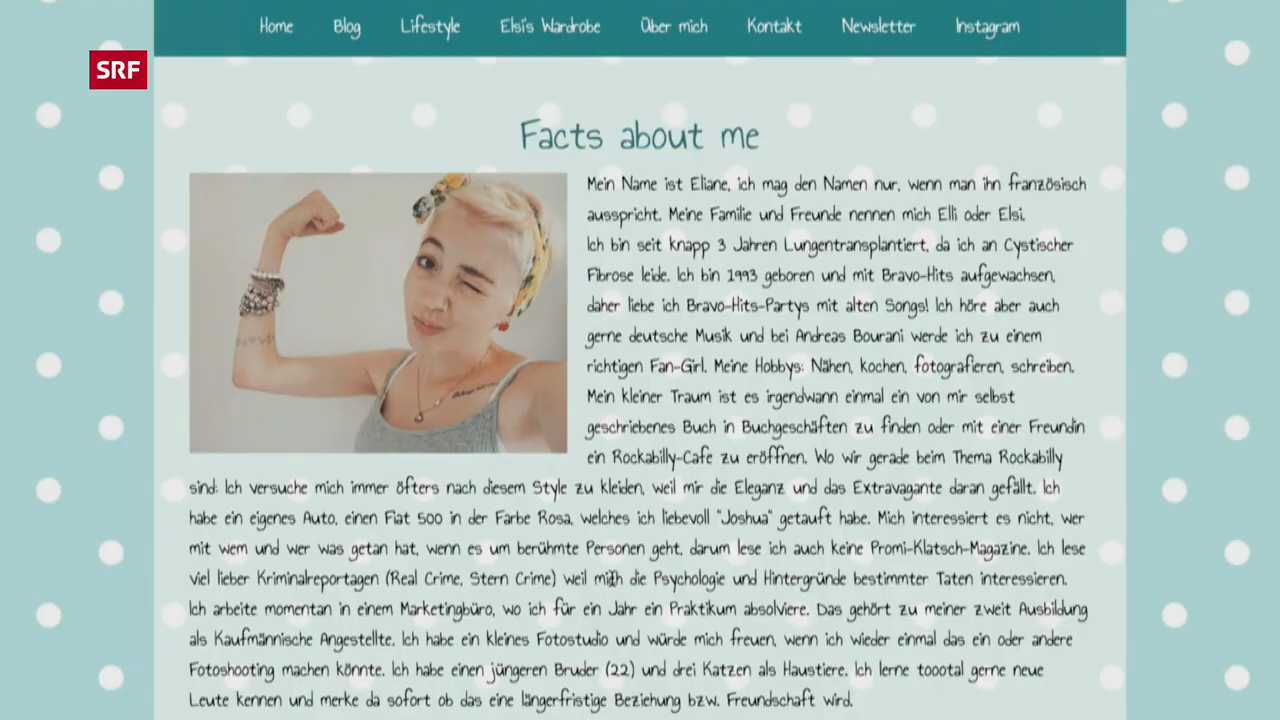 Home Blog Lifestyle Elsi's Wardrobe Über mich Kontakt Newsletter Instagram
SRF
Facts about me
Mein Name ist Eliane, ich mag den Namen nur, wenn man ihn französisch
ausspricht. Meine Familie und Freunde nennen mich Elli oder Elsi.
Ich bin seit knapp 3 Jahren Lungentransplantiert, da ich an Cystischer
Fibrose leide. Ich bin 1993 geboren und mit Bravo-Hits aufgewachsen,
daher liebe ich Bravo-Hits-Partys mit alten Songs! Ich höre aber auch
gerne deutsche Musik und bei Andreas Bourani werde ich zu einem
richtigen Fan-Girl. Meine Hobbys: Nähen, kochen, fotografieren, schreiben.
Mein kleiner Traum ist es irgendwann einmal ein von mir selbst
geschriebenes Buch in Buchgeschäften zu finden oder mit einer Freundin
ein Rockabilly-Cafe zu eröffnen. Wo wir gerade beim Thema Rockabilly
sind: Ich versuche mich immer öfters nach diesem Style zu kleiden, weil mir die Eleganz und das Extravagante daran gefällt. Ich
habe ein eigenes Auto, einen Fiat 500 in der Farbe Rosa, welches ich liebevoll "Joshua" getauft habe. Mich interessiert es nicht, wer
mit wem und wer was getan hat, wenn es um berühmte Personen geht, darum lese ich auch keine Promi-Klatsch-Magazine. Ich lese
viel lieber Kriminalreportagen (Real Crime, Stern Crime) weil mich die Psychologie und Hintergründe bestimmter Taten interessieren.
Ich arbeite momentan in einem Marketingbüro, wo ich für ein Jahr ein Praktikum absolviere. Das gehört zu meiner zweit Ausbildung
als Kaufmännische Angestellte. Ich habe ein kleines Fotostudio und würde mich freuen, wenn ich wieder einmal das ein oder andere
Fotoshooting machen könnte. Ich habe einen jüngeren Bruder (22) und drei Katzen als Haustiere. Ich lerne toootal gerne neue
Leute kennen und merke da sofort ob das eine längerfristige Beziehung bzw. Freundschaft wird.